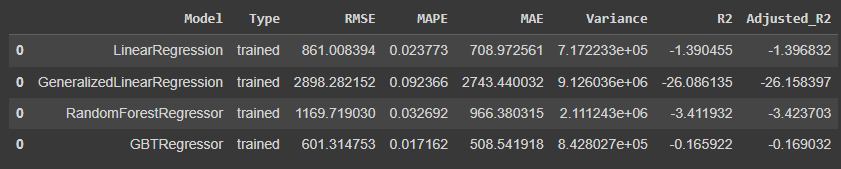 Model Type RMSE MAPE MAE Variance R2 Adjusted_R2
0 LinearRegression trained 861.008394 0.023773 708.972561 7.172233e+05 -1.390455 -1.396832
0 GeneralizedLinearRegression trained 2898.282152 0.092366 2743.440032 9.126036e+06 -26.086135 -26.158397
0 RandomForestRegressor trained 1169.719030 0.032692 966.380315 2.111243e+06 -3.411932 -3.423703
0 GBTRegressor trained 601.314753 0.017162 508.541918 8.428027e+05 -0.165922 -0.169032